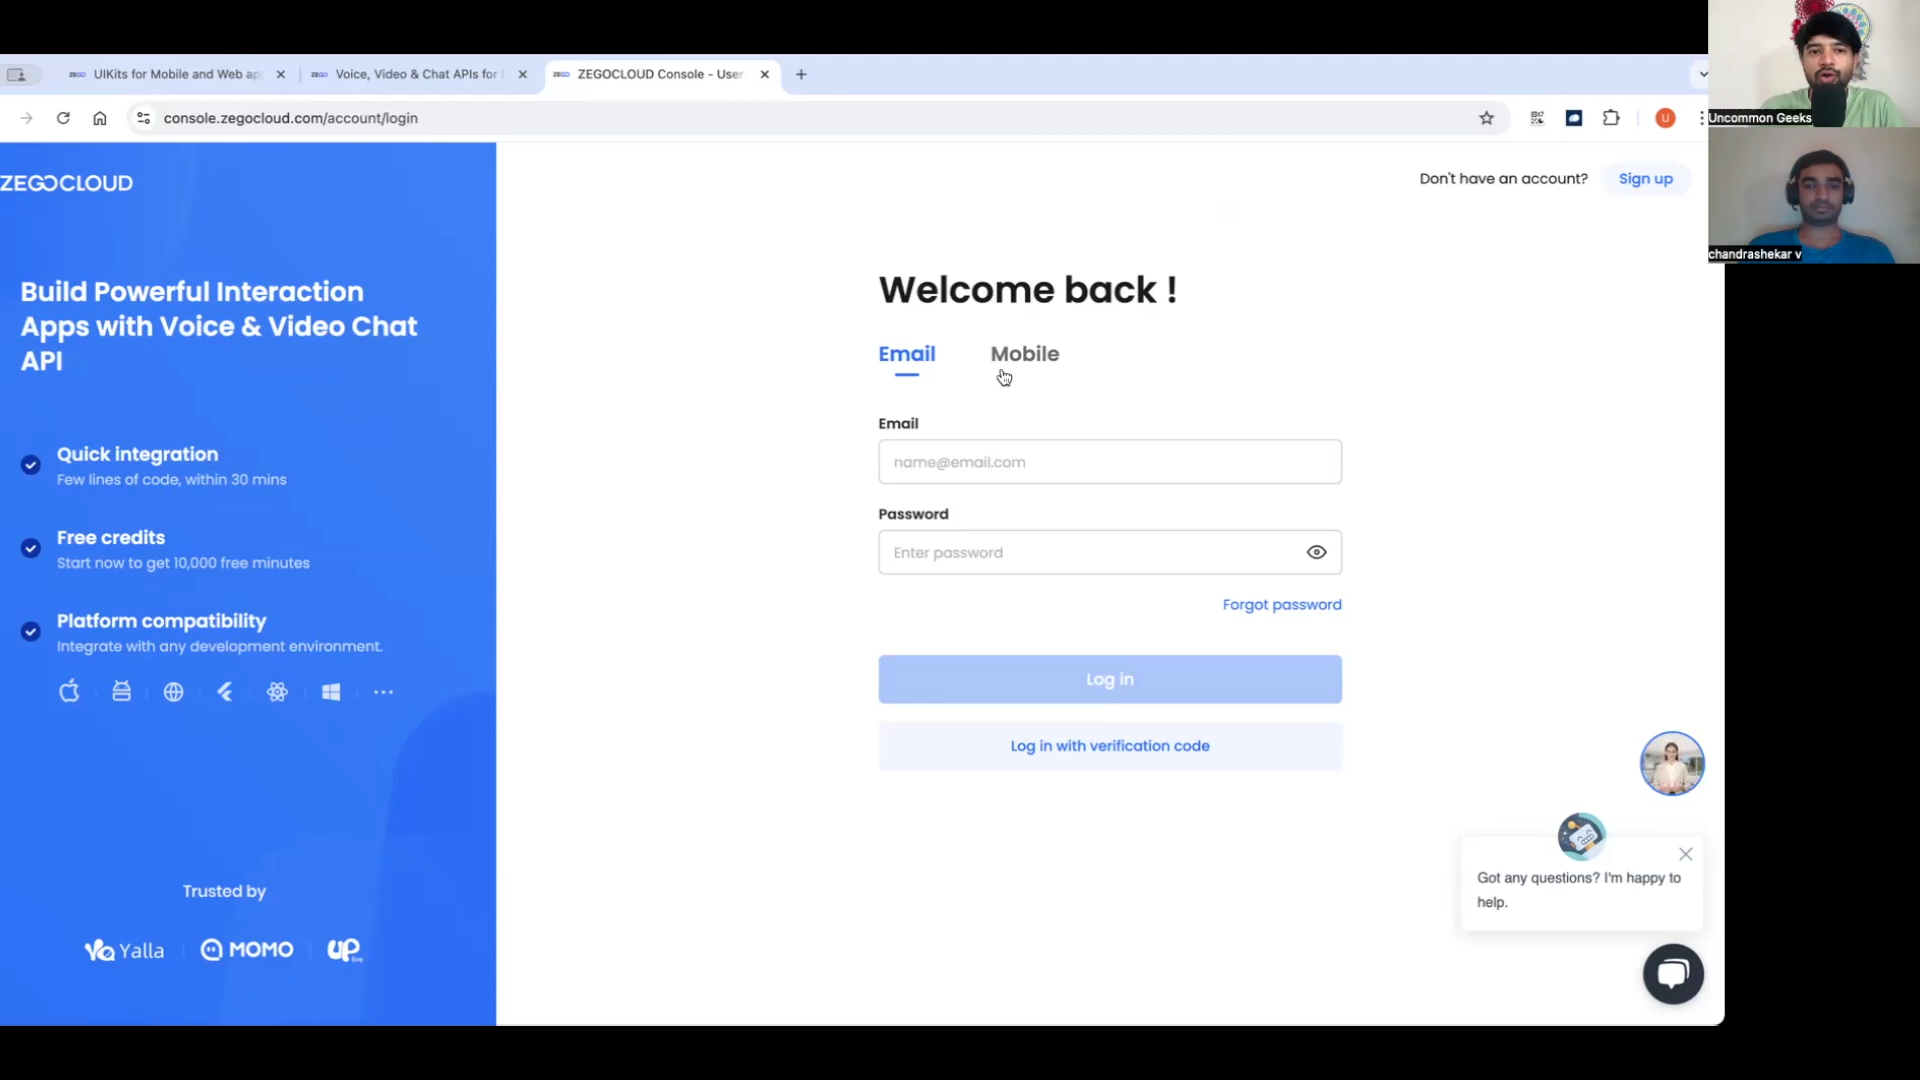 UIKits for Mobile and Web ap
Voice, Video & Chat APIs for
ZEGOCLOUD Console - User
console.zegocloud.com/account/login
U
Uncommon Geeks
chandrashekar v
ZEGOCLOUD
Don't have an account?
Sign up
Build Powerful Interaction
Apps with Voice & Video Chat
API
Quick integration
Few lines of code, within 30 mins
Free credits
Start now to get 10,000 free minutes
Platform compatibility
Integrate with any development environment.
Trusted by
Yalla
MOMO
UP live
Welcome back !
Email
Mobile
Email
name@email.com
Password
Enter password
Forgot password
Log in
Log in with verification code
Got any questions? I'm happy to
help.